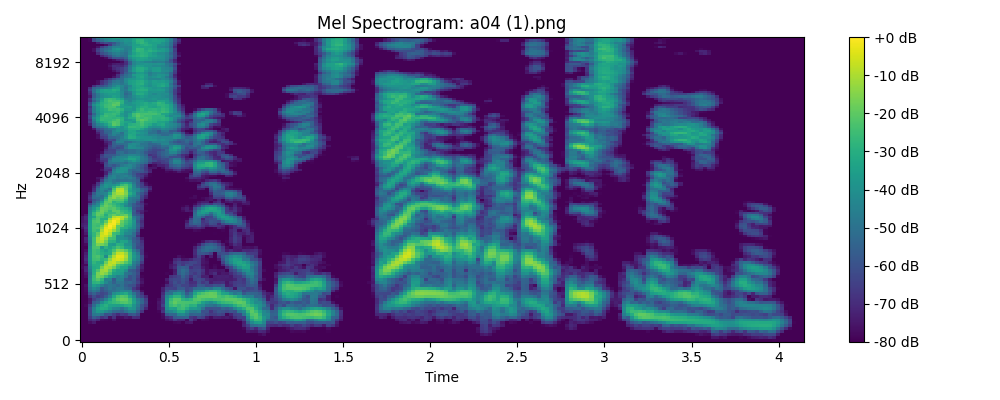 Mel Spectrogram: a04 (1).png
Hz
8192
4096
2048
1024
512
0
0 0.5 1 1.5 2 2.5 3 3.5 4
Time
+0 dB
-10 dB
-20 dB
-30 dB
-40 dB
-50 dB
-60 dB
-70 dB
-80 dB